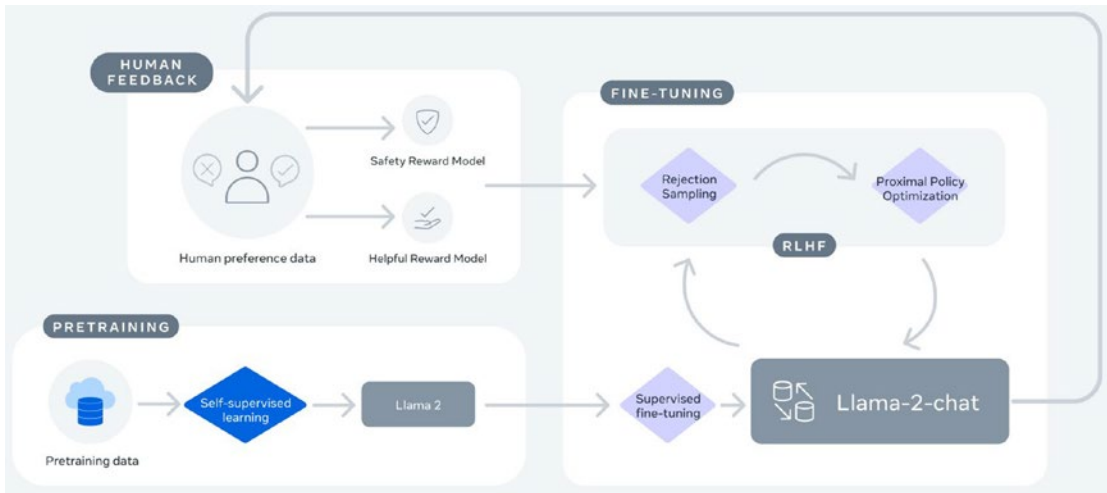 HUMAN
FEEDBACK
Safety Reward Model
Human preference data
Helpful Reward Model
FINE-TUNING
Rejection
Sampling
Proximal Policy
Optimization
RLHF
PRETRAINING
Pretraining data
Self-supervised
learning
Llama 2
Supervised
fine-tuning
Llama-2-chat